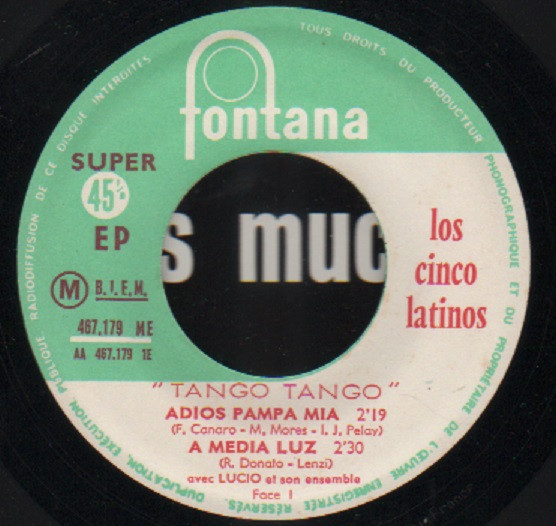 fontana
SUPER
45t
EP
M B.I.E.M.
467.179 ME
AA 467.179 1E
s muc
los
cinco
latinos
"TANGO TANGO"
ADIOS PAMPA MIA 2'19
(F. Canaro - M. Mores - I. J. Pelay)
A MEDIA LUZ 2'30
(R. Donato - Lenzi)
avec LUCIO et son ensemble
Face 1
TOUS DROITS DU PRODUCTEUR PHONOGRAPHIQUE ET DU PROPRIETAIRE DE L'ŒUVRE ENREGISTRÉE RÉSERVÉS. DUPLICATION, EXÉCUTION PUBLIQUE RADIODIFFUSION DE CE DISQUE INTERDITES